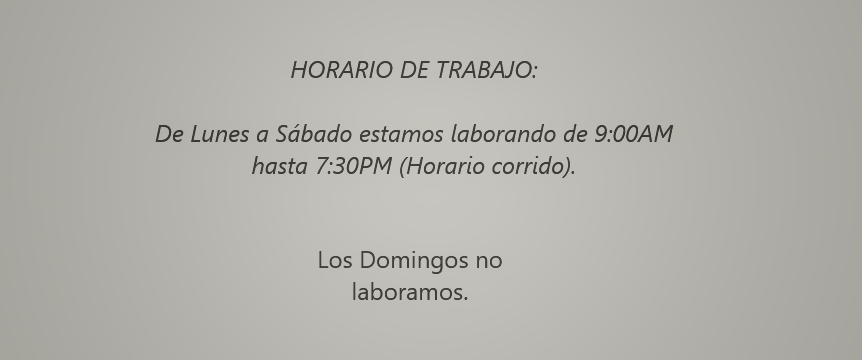 HORARIO DE TRABAJO:
De Lunes a Sábado estamos laborando de 9:00AM
hasta 7:30PM (Horario corrido).
Los Domingos no
laboramos.